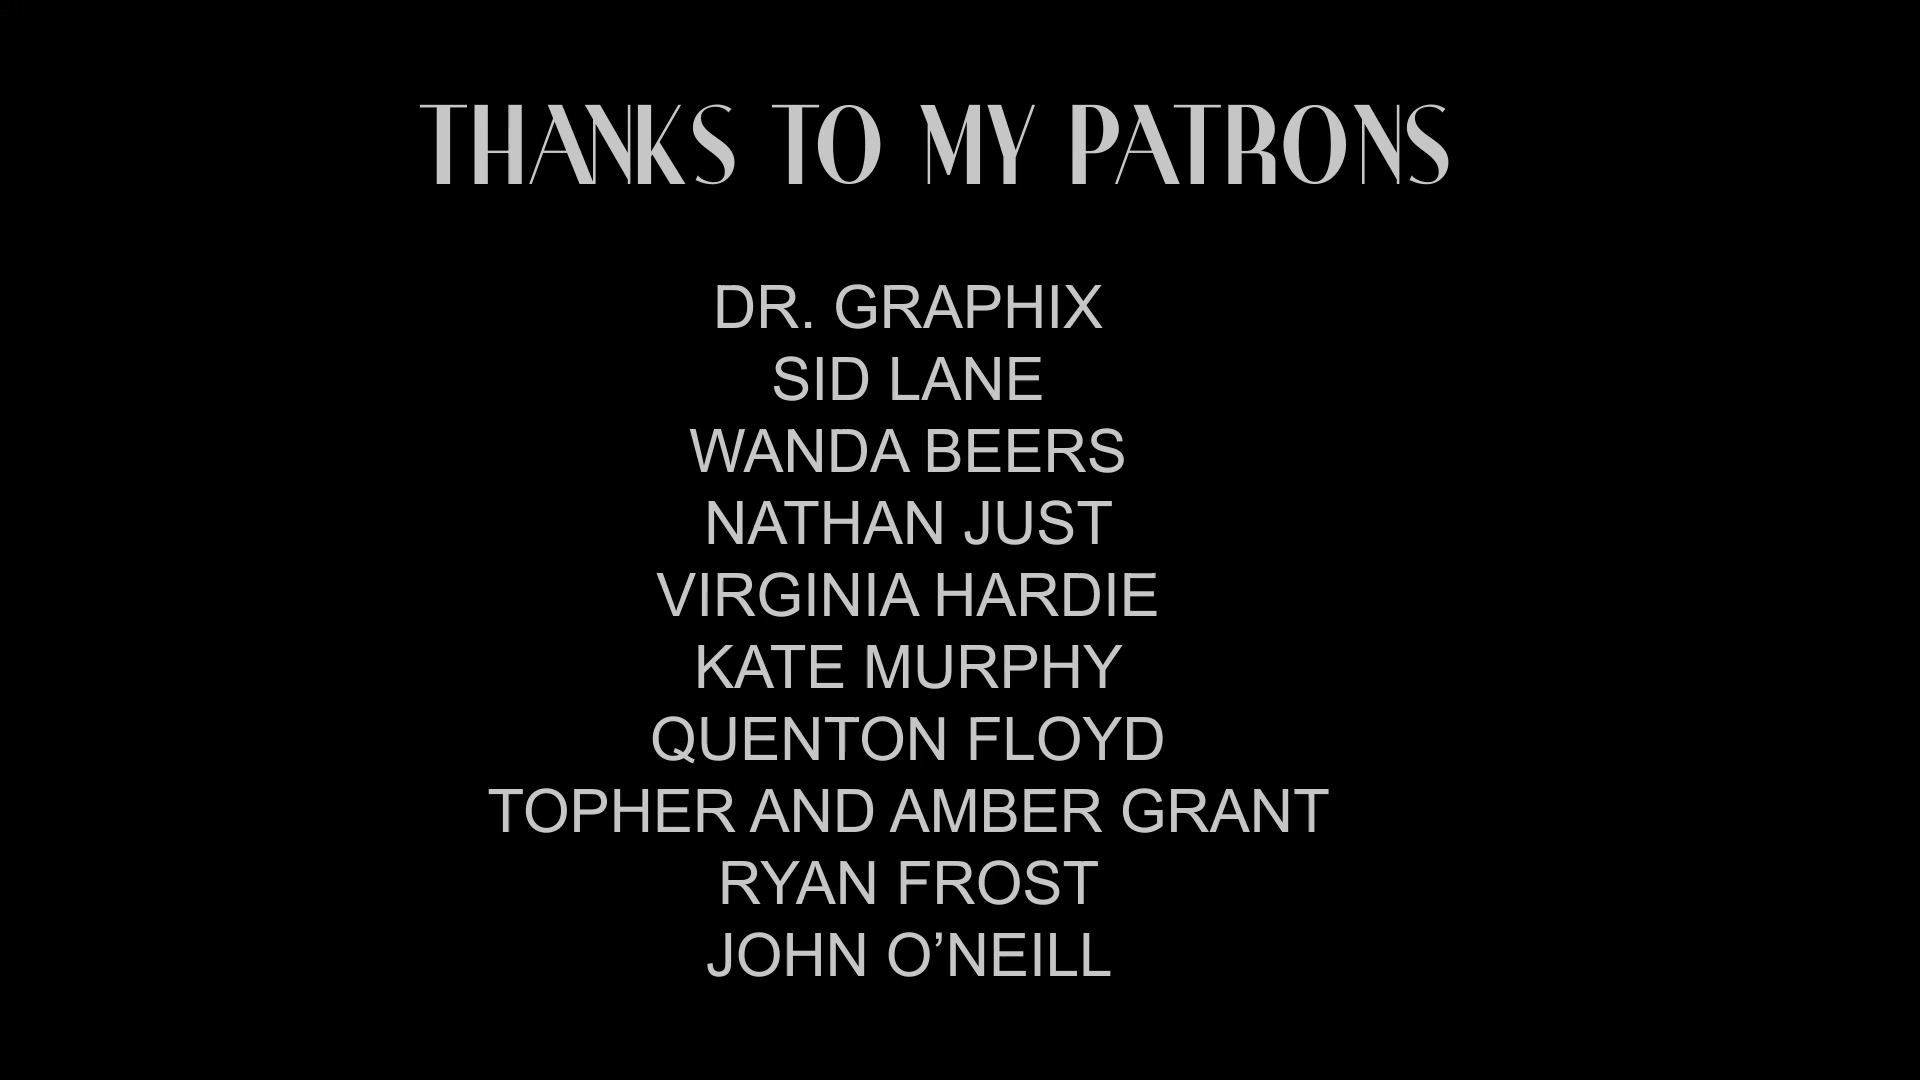 THANKS TO MY PATRONS
DR. GRAPHIX
SID LANE
WANDA BEERS
NATHAN JUST
VIRGINIA HARDIE
KATE MURPHY
QUENTON FLOYD
TOPHER AND AMBER GRANT
RYAN FROST
JOHN O’NEILL